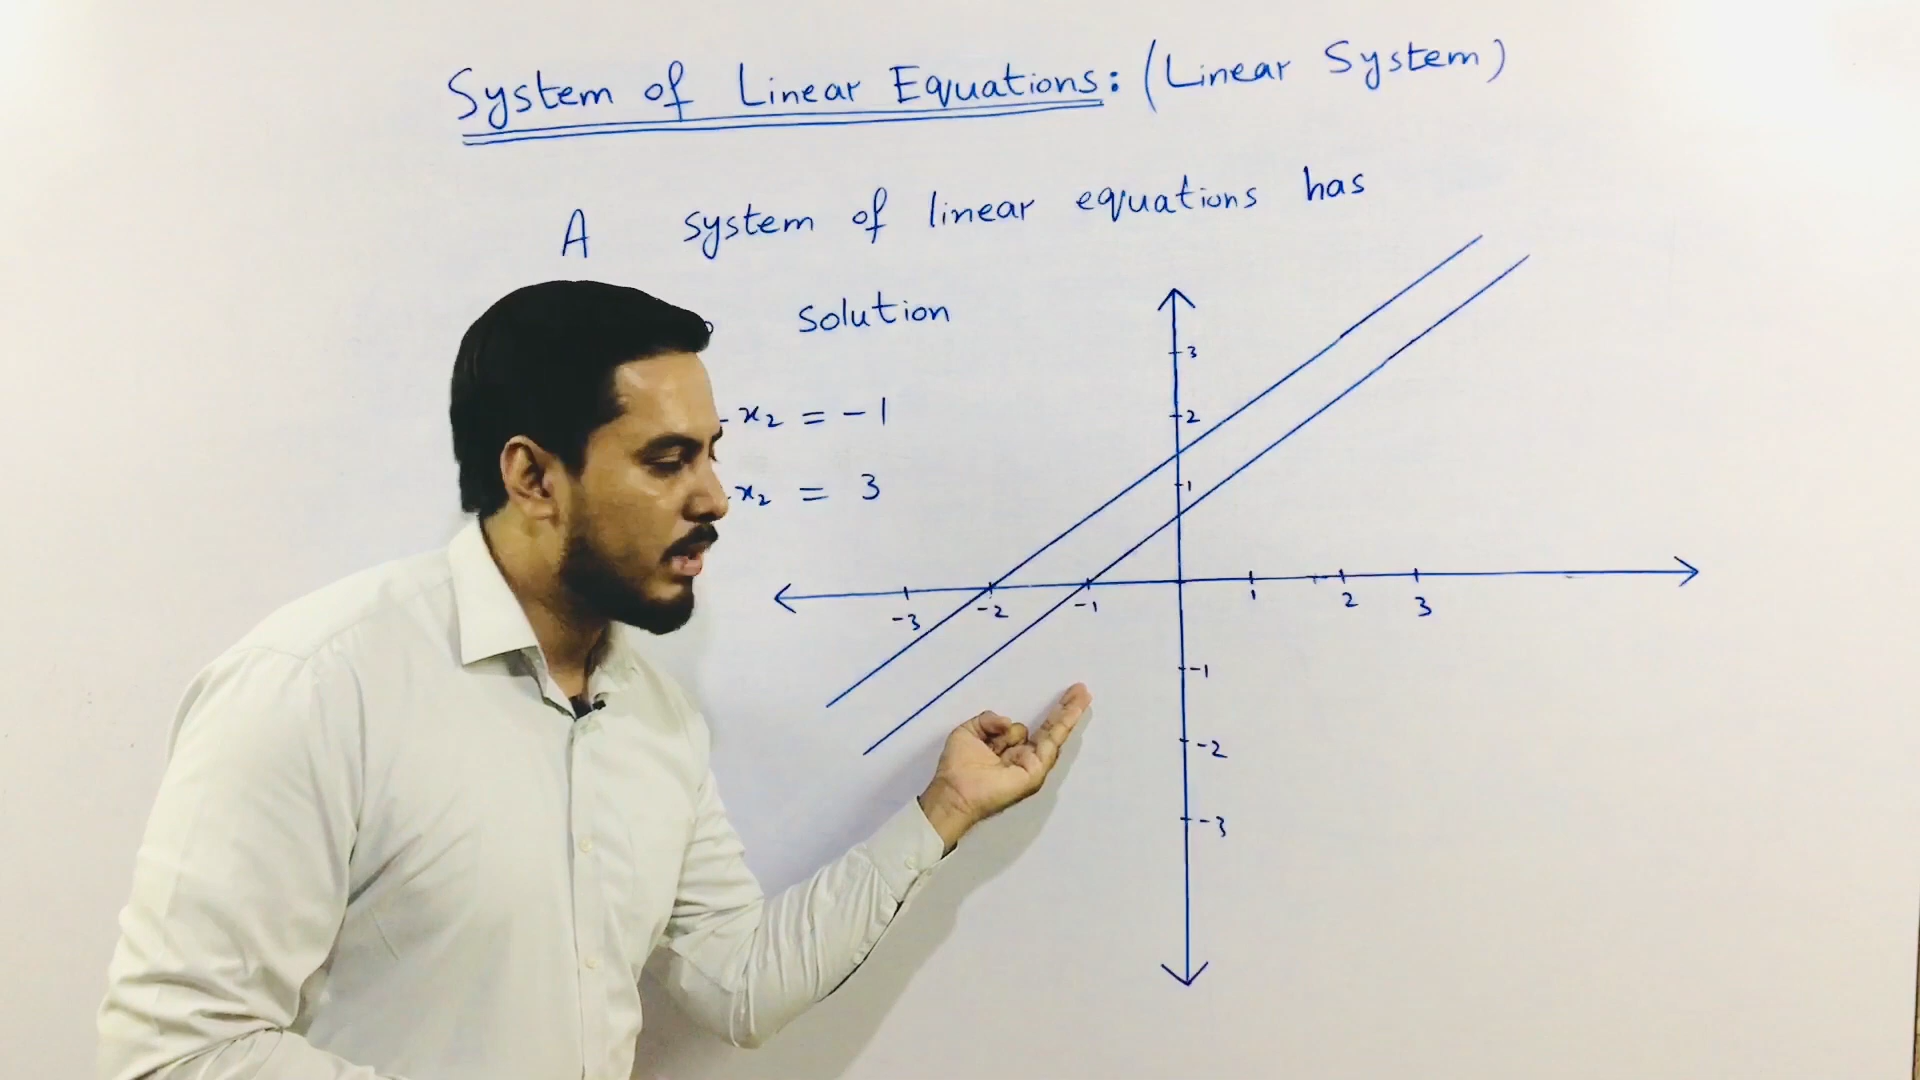 System of Linear Equations: (Linear System)
A system of linear equations has
solution
x₂ = -1
x₂ = 3
3
2
1
-3 -2 -1 1 2 3
-1
-2
-3